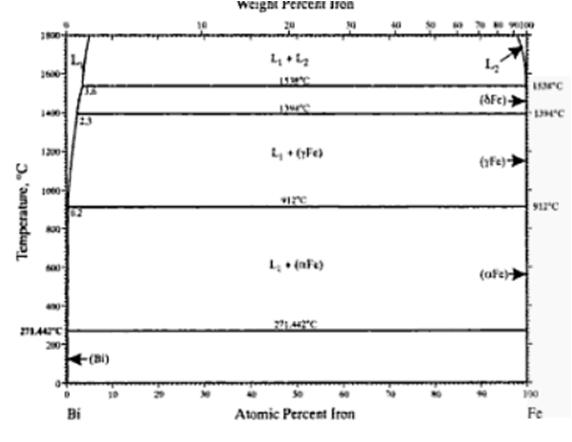 Weight Percent Iron
0 10 20 30 40 50 60 70 80 90 100
1800
L₁
L₁ + L₂
L₂
1600
1538°C
1538°C
3.8
(δFe)
1400
1394°C
1394°C
2.3
L₁ + (γFe)
(γFe)
1200
1000
912°C
912°C
0.2
800
L₁ + (αFe)
(αFe)
600
400
271.442°C
271.442°C
200
(Bi)
0
0 10 20 30 40 50 60 70 80 90 100
Bi
Atomic Percent Iron
Fe
Temperature, °C